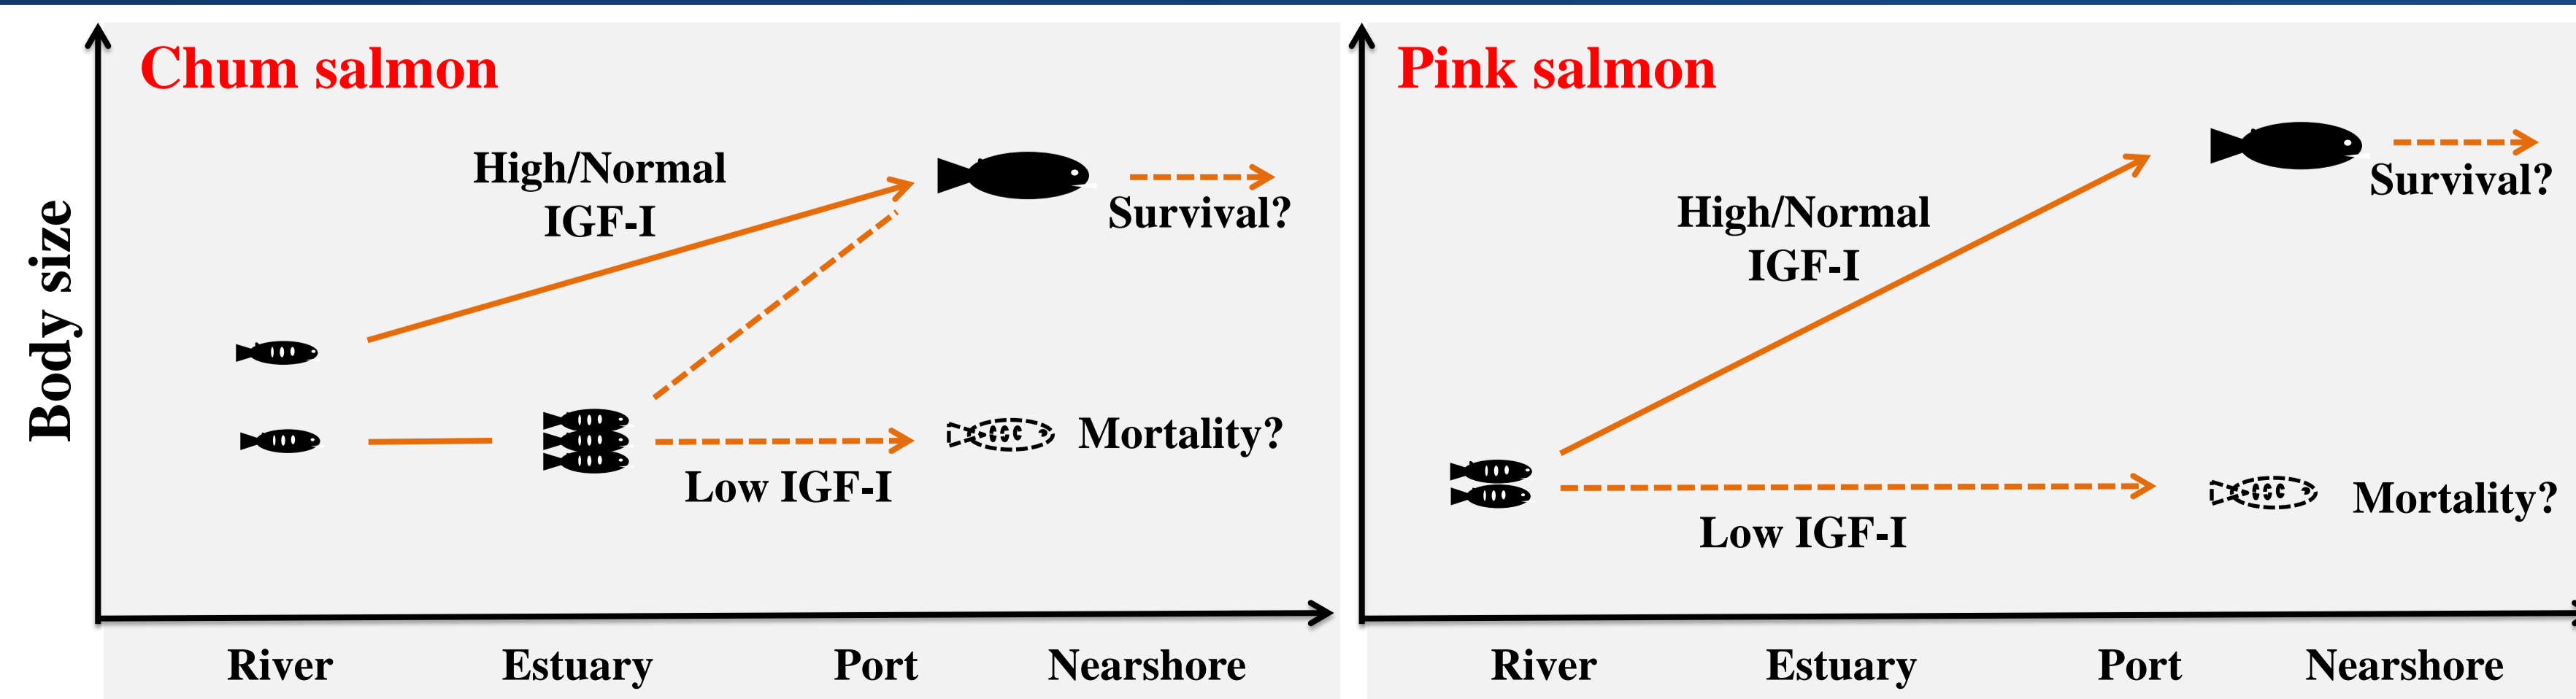 Chum salmon
High/Normal
IGF-I
Survival?
Mortality?
Low IGF-I
Body size
River Estuary Port Nearshore
Pink salmon
High/Normal
IGF-I
Survival?
Mortality?
Low IGF-I
River Estuary Port Nearshore